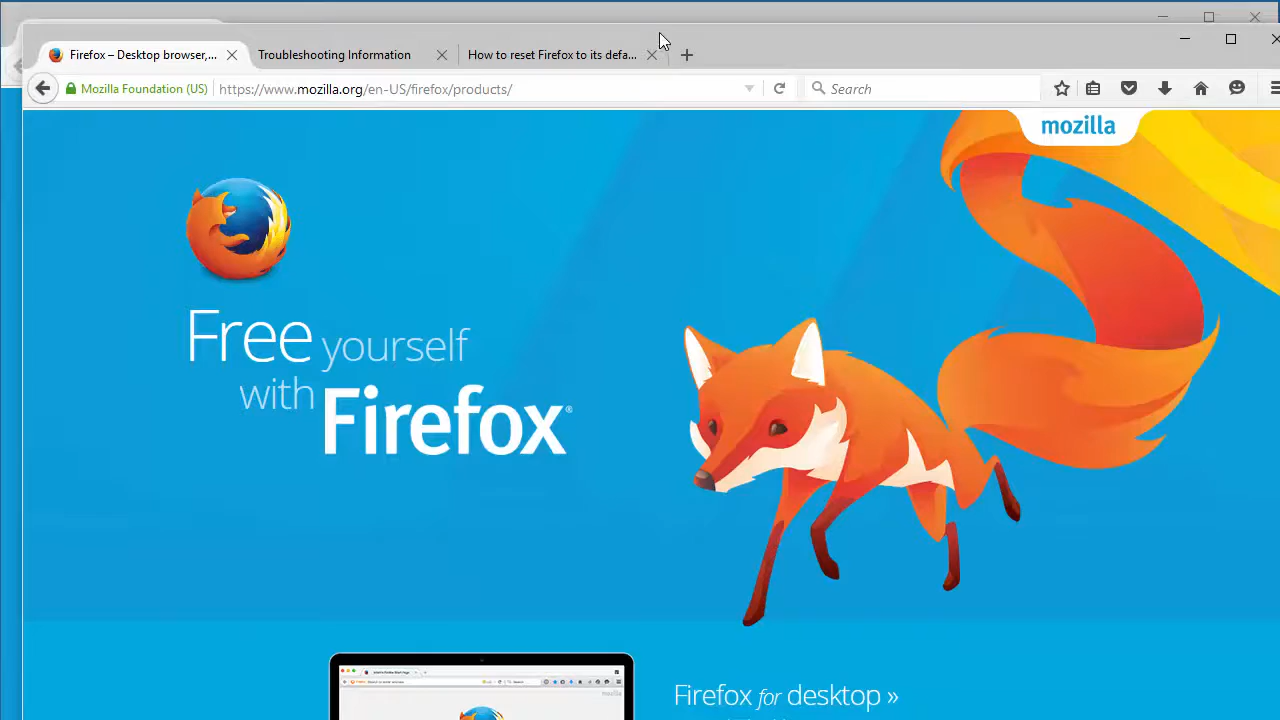 Firefox – Desktop browser,...
Troubleshooting Information
How to reset Firefox to its defa...
Mozilla Foundation (US)
https://www.mozilla.org/en-US/firefox/products/
Search
mozilla
Free yourself
with Firefox®
Firefox for desktop »